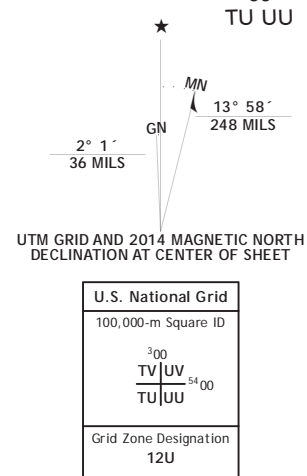 TU UU
★
MN
GN
13° 58´
248 MILS
2° 1´
36 MILS
UTM GRID AND 2014 MAGNETIC NORTH
DECLINATION AT CENTER OF SHEET
U.S. National Grid
100,000-m Square ID
³00
TV UV
⁵⁴00
TU UU
Grid Zone Designation
12U